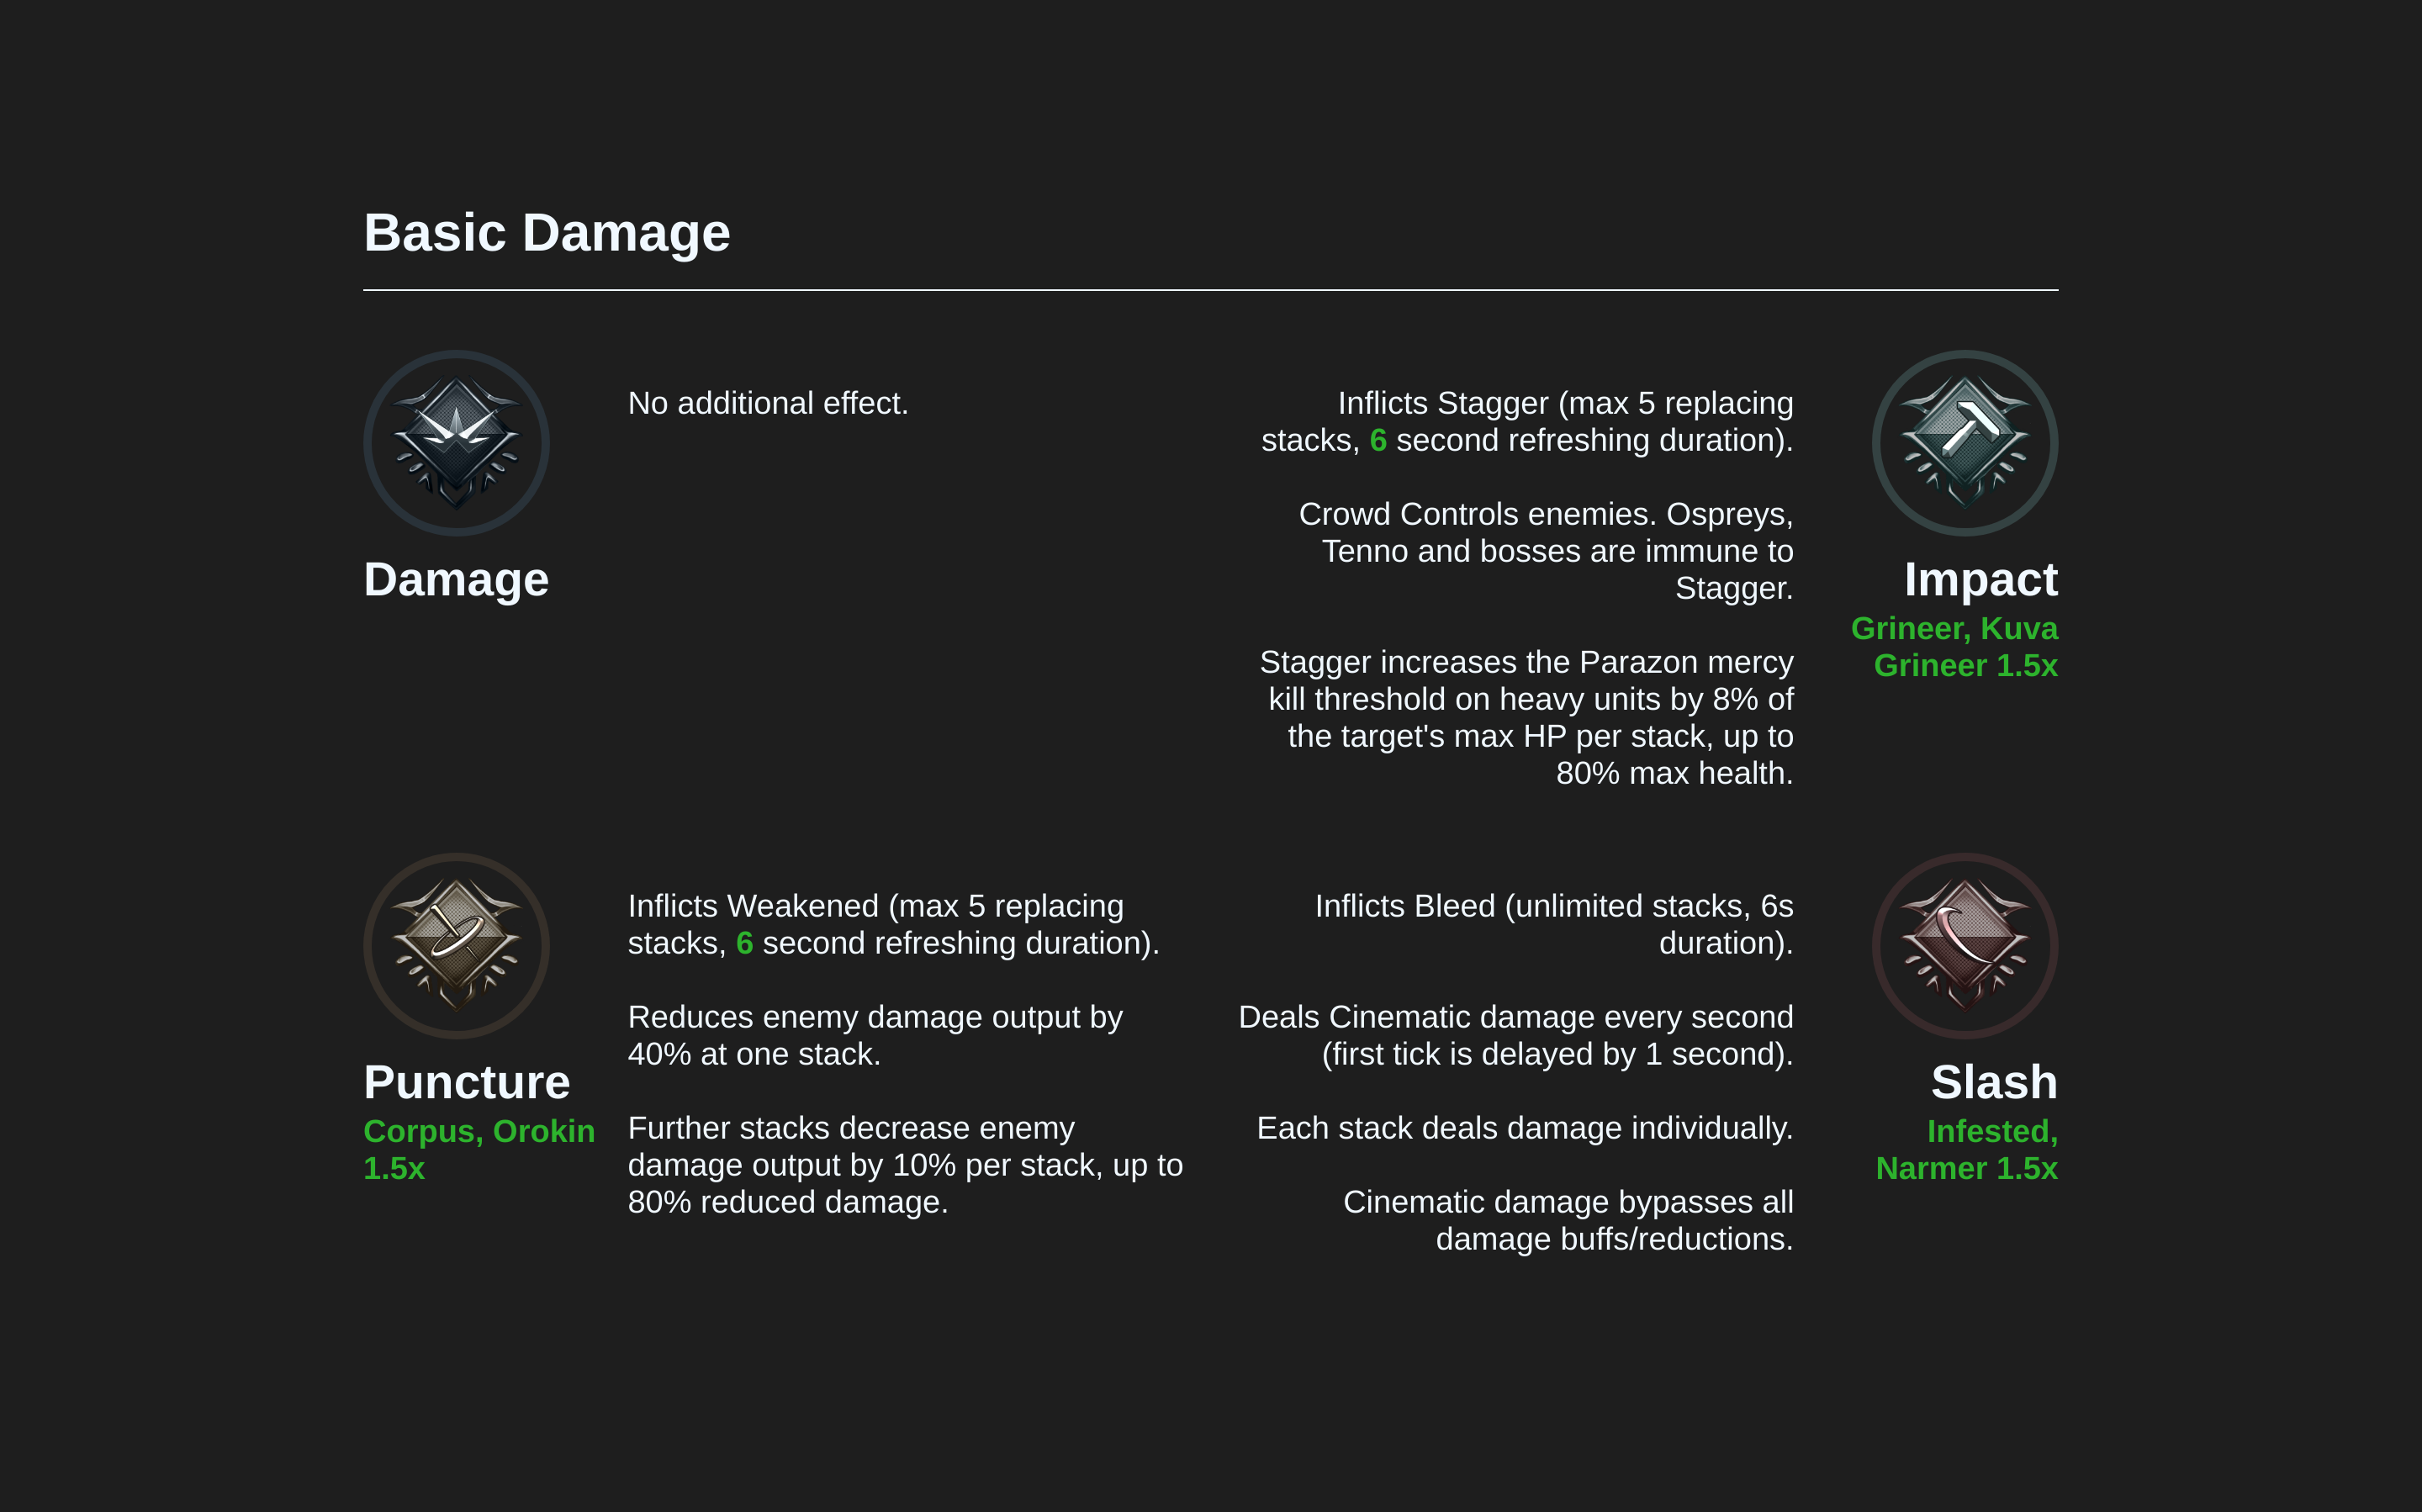 Basic Damage
Damage
No additional effect.
Inflicts Stagger (max 5 replacing
stacks, 6 second refreshing duration).
Crowd Controls enemies. Ospreys,
Tenno and bosses are immune to
Stagger.
Stagger increases the Parazon mercy
kill threshold on heavy units by 8% of
the target's max HP per stack, up to
80% max health.
Impact
Grineer, Kuva
Grineer 1.5x
Puncture
Corpus, Orokin
1.5x
Inflicts Weakened (max 5 replacing
stacks, 6 second refreshing duration).
Reduces enemy damage output by
40% at one stack.
Further stacks decrease enemy
damage output by 10% per stack, up to
80% reduced damage.
Inflicts Bleed (unlimited stacks, 6s
duration).
Deals Cinematic damage every second
(first tick is delayed by 1 second).
Each stack deals damage individually.
Cinematic damage bypasses all
damage buffs/reductions.
Slash
Infested,
Narmer 1.5x